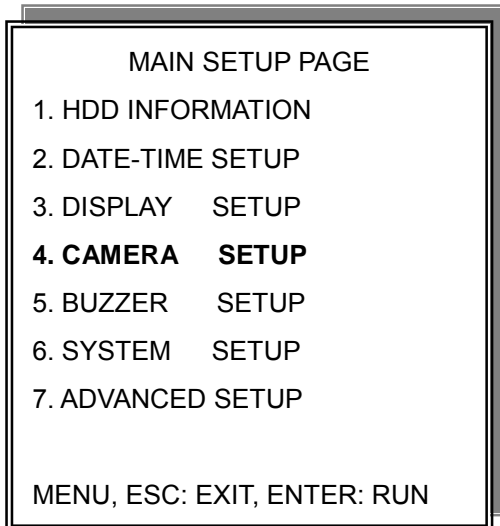 MAIN SETUP PAGE
1. HDD INFORMATION
2. DATE-TIME SETUP
3. DISPLAY SETUP
4. CAMERA SETUP
5. BUZZER SETUP
6. SYSTEM SETUP
7. ADVANCED SETUP
MENU, ESC: EXIT, ENTER: RUN